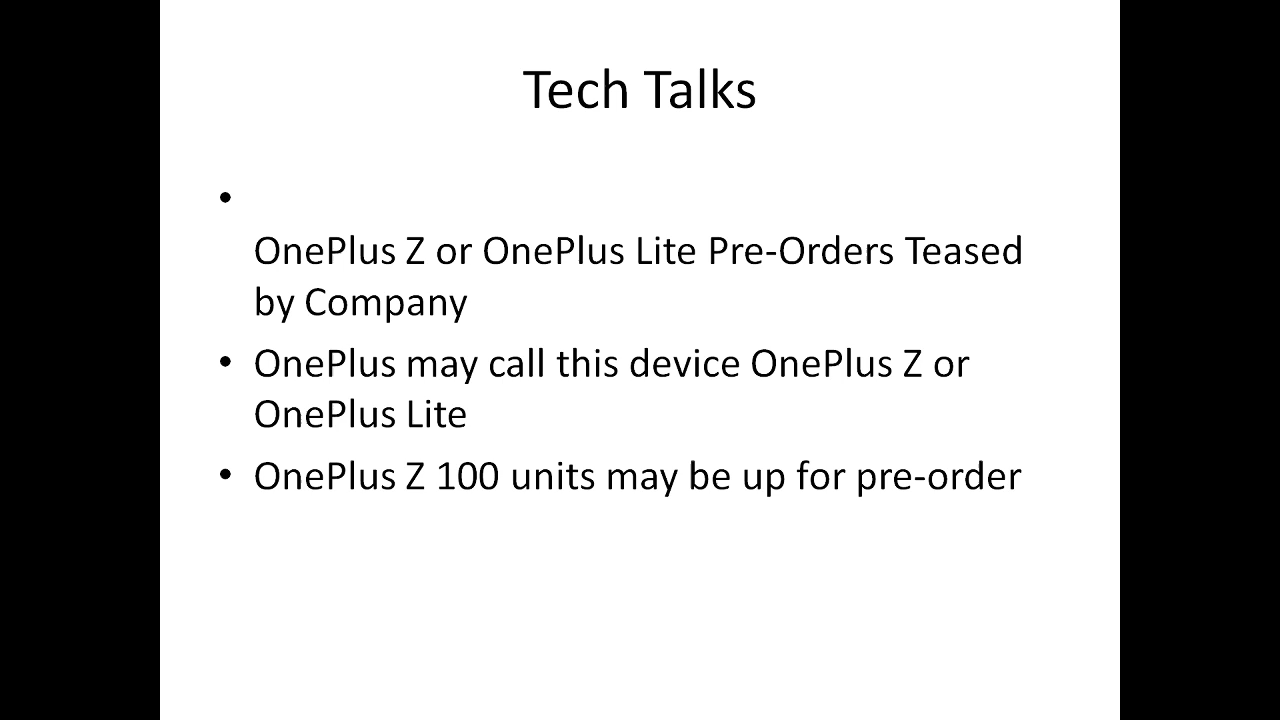 Tech Talks
•
OnePlus Z or OnePlus Lite Pre-Orders Teased
by Company
• OnePlus may call this device OnePlus Z or
OnePlus Lite
• OnePlus Z 100 units may be up for pre-order